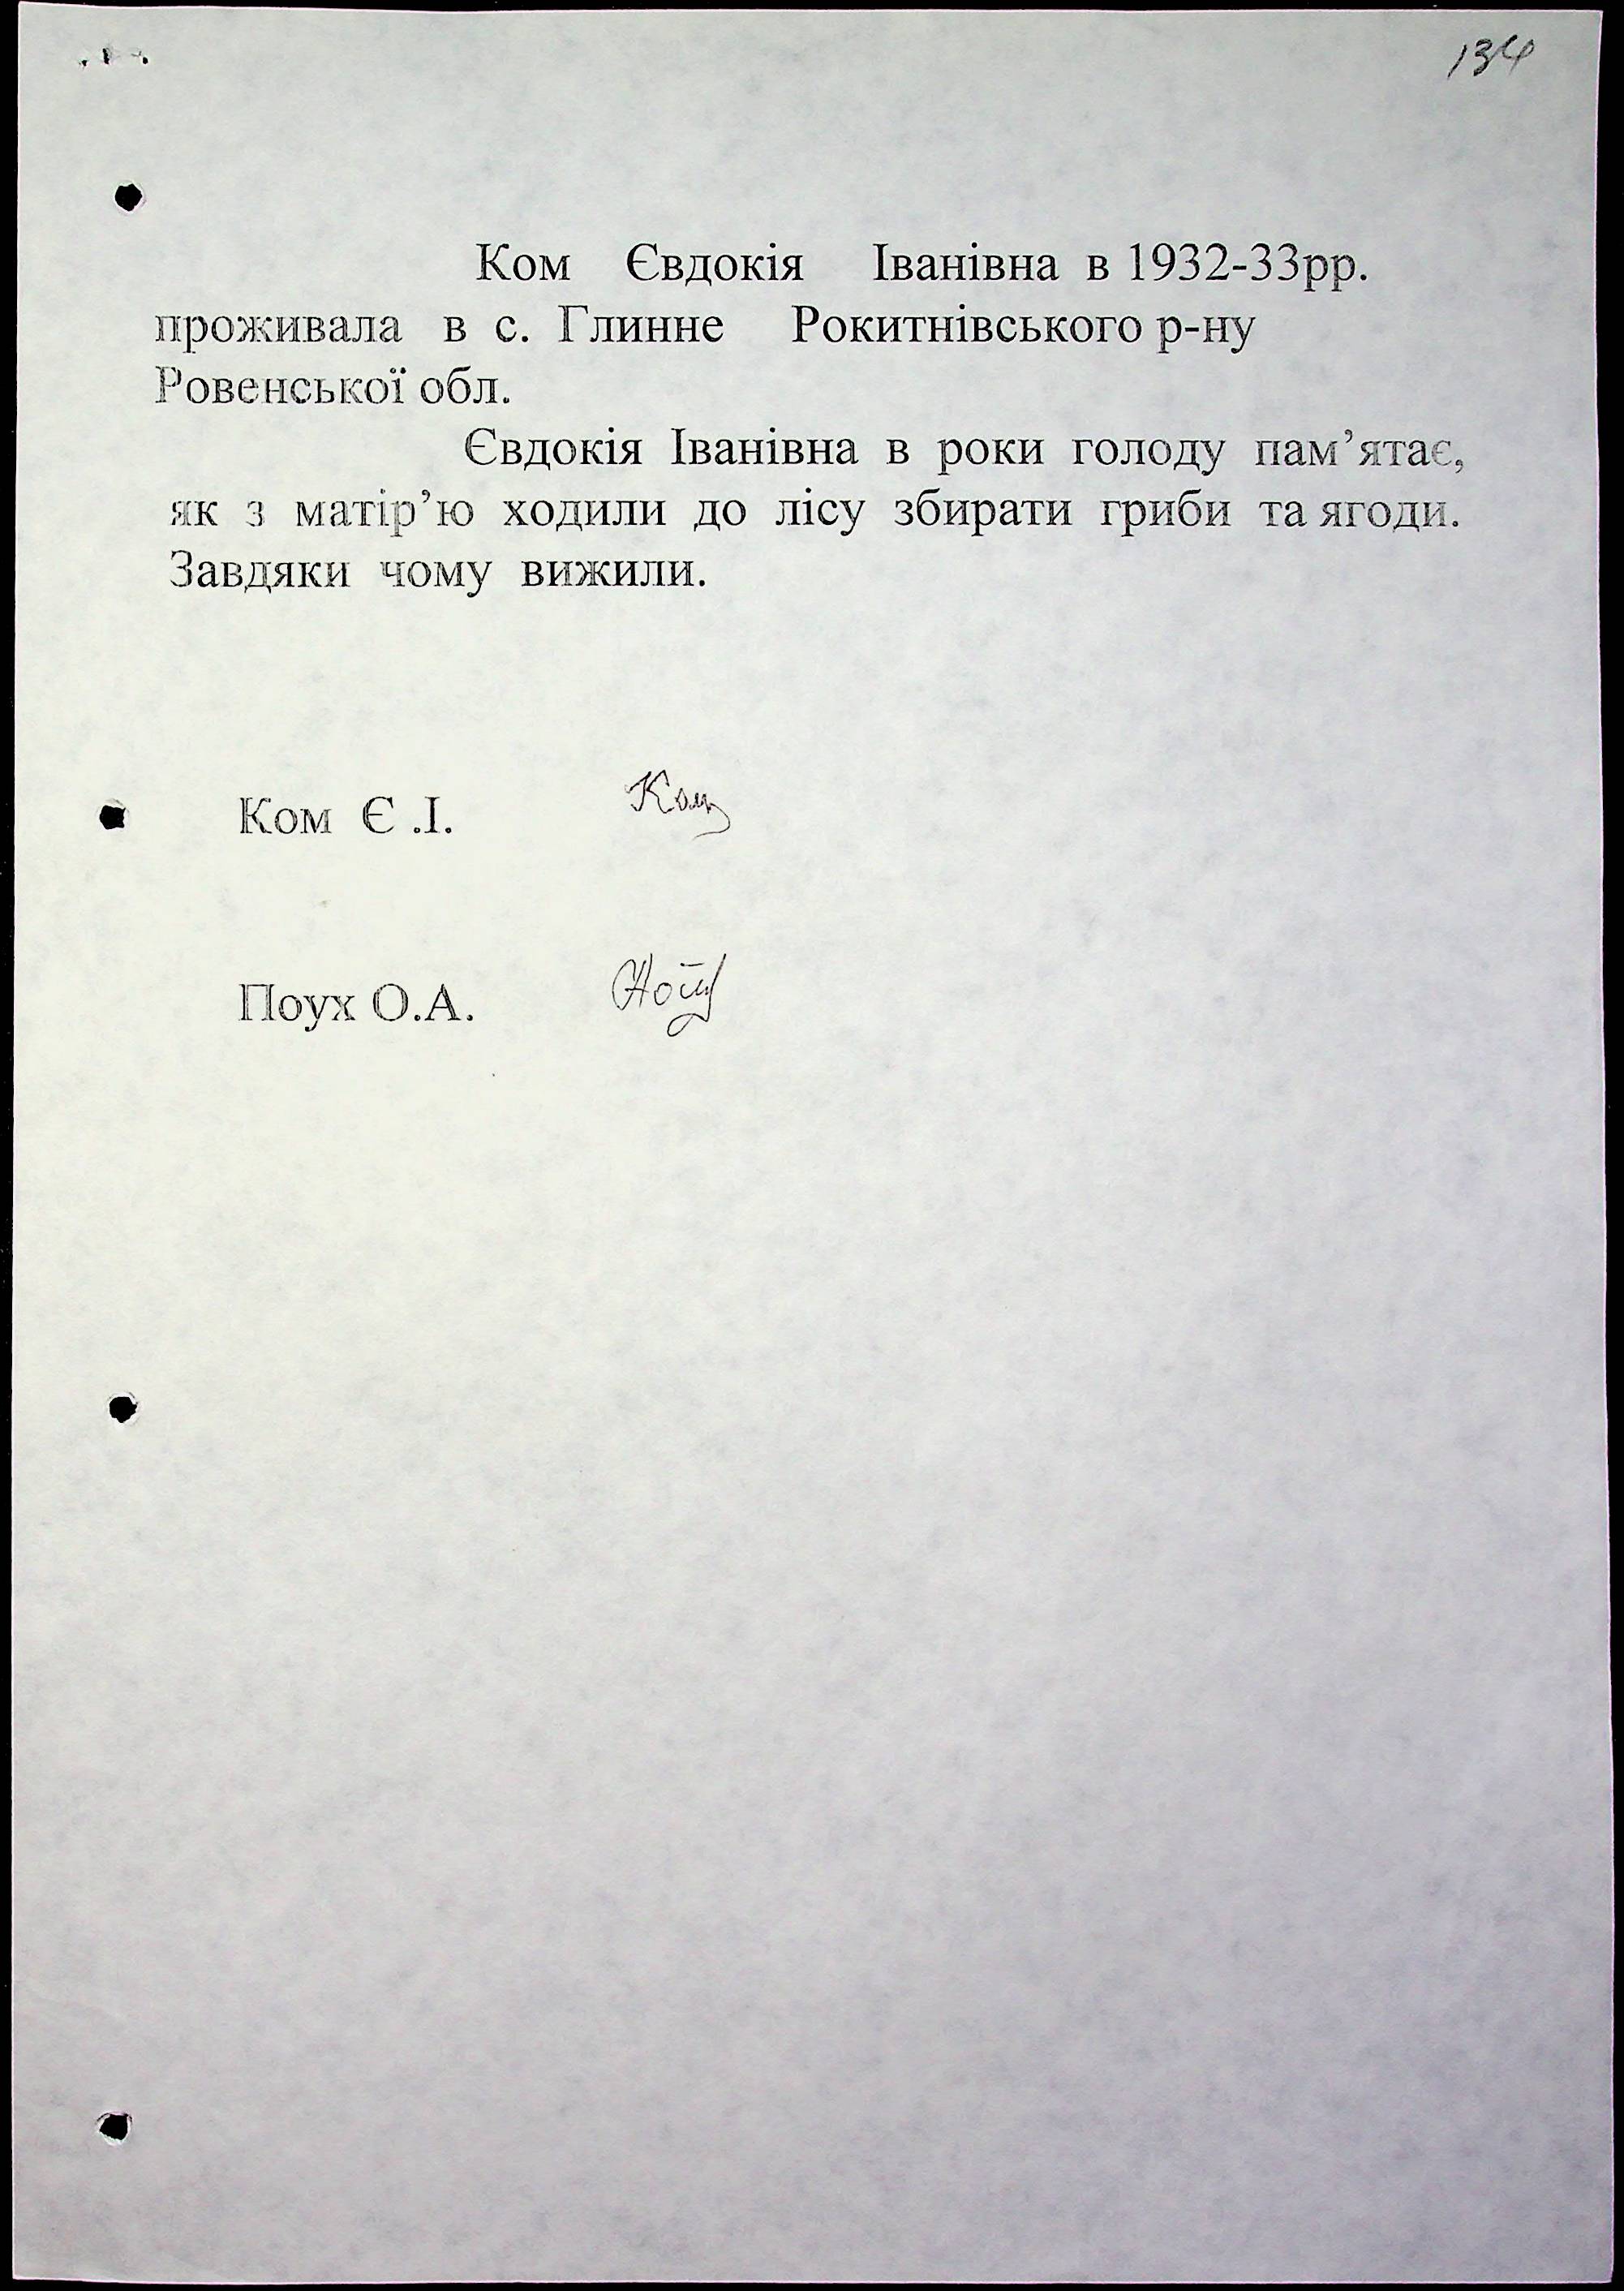 134
Ком Євдокія Іванівна в 1932-33рр.
проживала в с. Глинне Рокитнівського р-ну
Ровенської обл.
Євдокія Іванівна в роки голоду пам’ятає,
як з матір’ю ходили до лісу збирати гриби та ягоди.
Завдяки чому вижили.
Ком Є .І. Ком
Поух О.А.